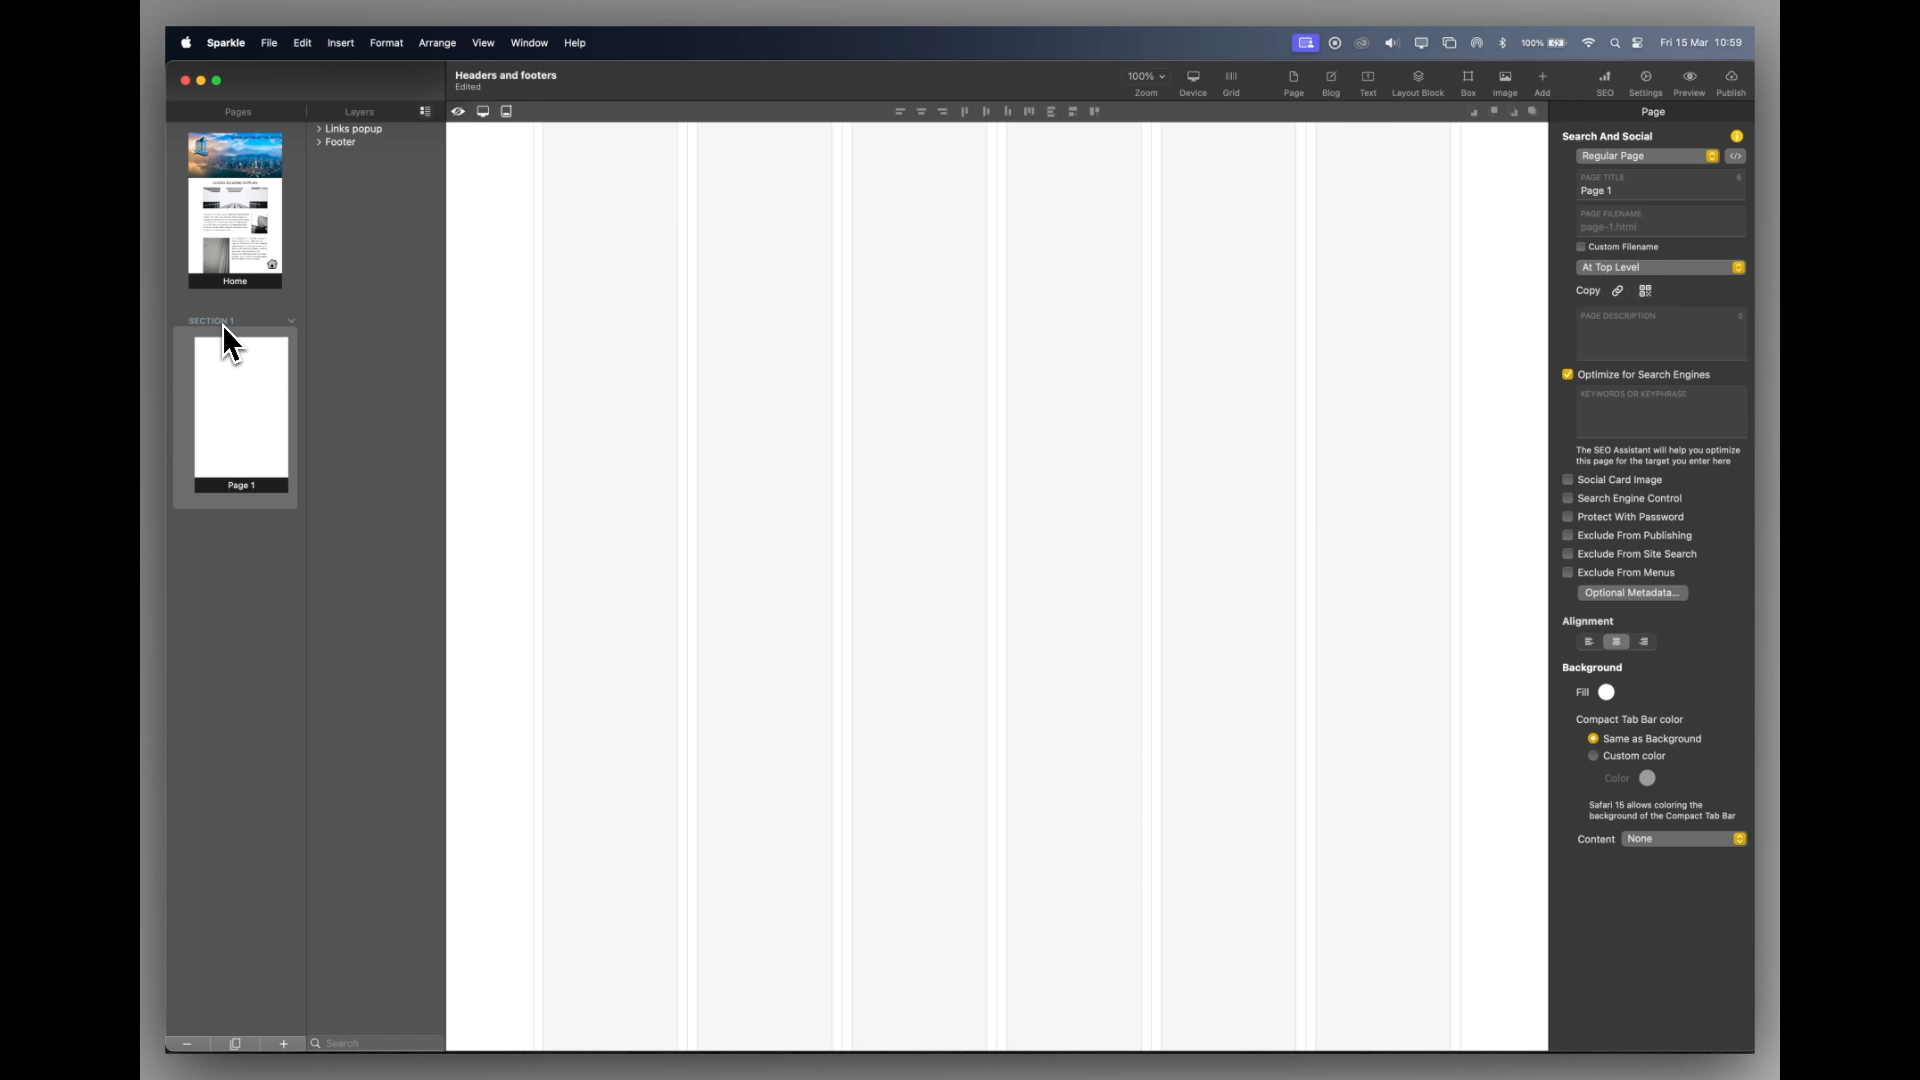 Sparkle File Edit Insert Format Arrange View Window Help
100% Fri 15 Mar 10:59
Headers and footers
Edited
100%
Zoom Device Grid Page Blog Text Layout Block Box Image Add SEO Settings Preview Publish
Pages Layers Page
Links popup
Footer
GLOBAL BUILDING SUPPLIES
Home
SECTION 1
Page 1
Search
Search And Social
Regular Page </>
PAGE TITLE 6
Page 1
PAGE FILENAME
page-1.html
Custom Filename
At Top Level
Copy
PAGE DESCRIPTION 0
Optimize for Search Engines
KEYWORDS OR KEYPHRASE
The SEO Assistant will help you optimize
this page for the target you enter here
Social Card Image
Search Engine Control
Protect With Password
Exclude From Publishing
Exclude From Site Search
Exclude From Menus
Optional Metadata...
Alignment
Background
Fill
Compact Tab Bar color
Same as Background
Custom color
Color
Safari 15 allows coloring the
background of the Compact Tab Bar
Content None